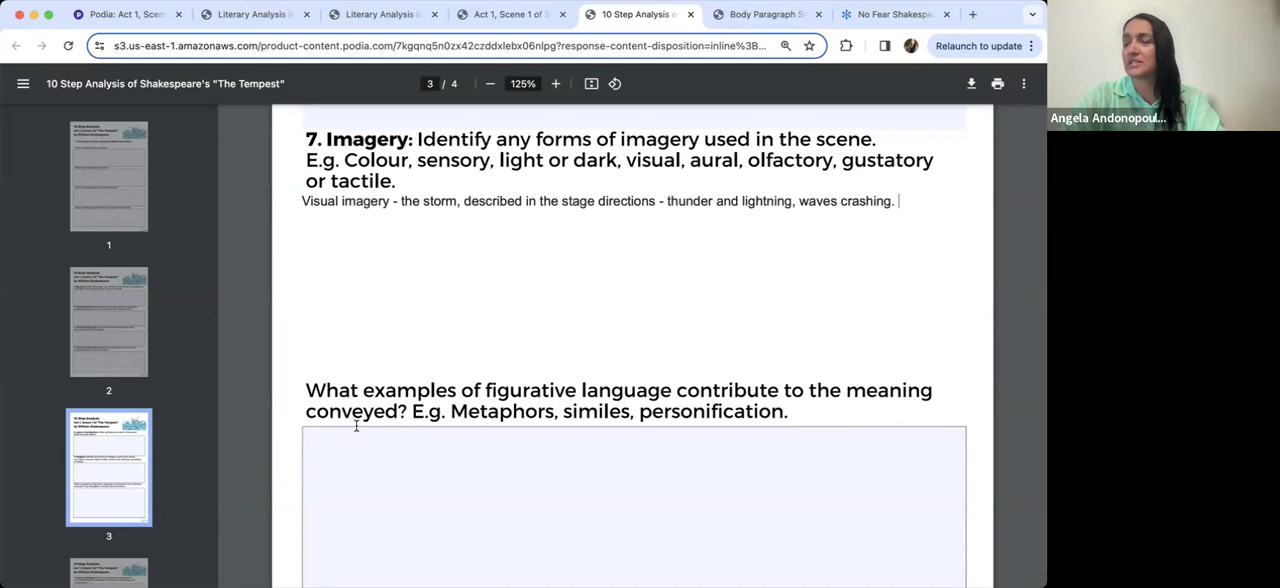 Podia: Act 1, Scen
Literary Analysis i
Literary Analysis i
Act 1, Scene 1 of S
10 Step Analysis o
Body Paragraph S
No Fear Shakespe
s3.us-east-1.amazonaws.com/product-content.podia.com/7kgqnq5n0zx42czddxlebx06nlpg?response-content-disposition=inline%3B...
Relaunch to update
10 Step Analysis of Shakespeare's "The Tempest"
3 / 4
125%
Angela Andonopoul...
7. Imagery: Identify any forms of imagery used in the scene.
E.g. Colour, sensory, light or dark, visual, aural, olfactory, gustatory
or tactile.
Visual imagery - the storm, described in the stage directions - thunder and lightning, waves crashing.
What examples of figurative language contribute to the meaning
conveyed? E.g. Metaphors, similes, personification.
1
2
3